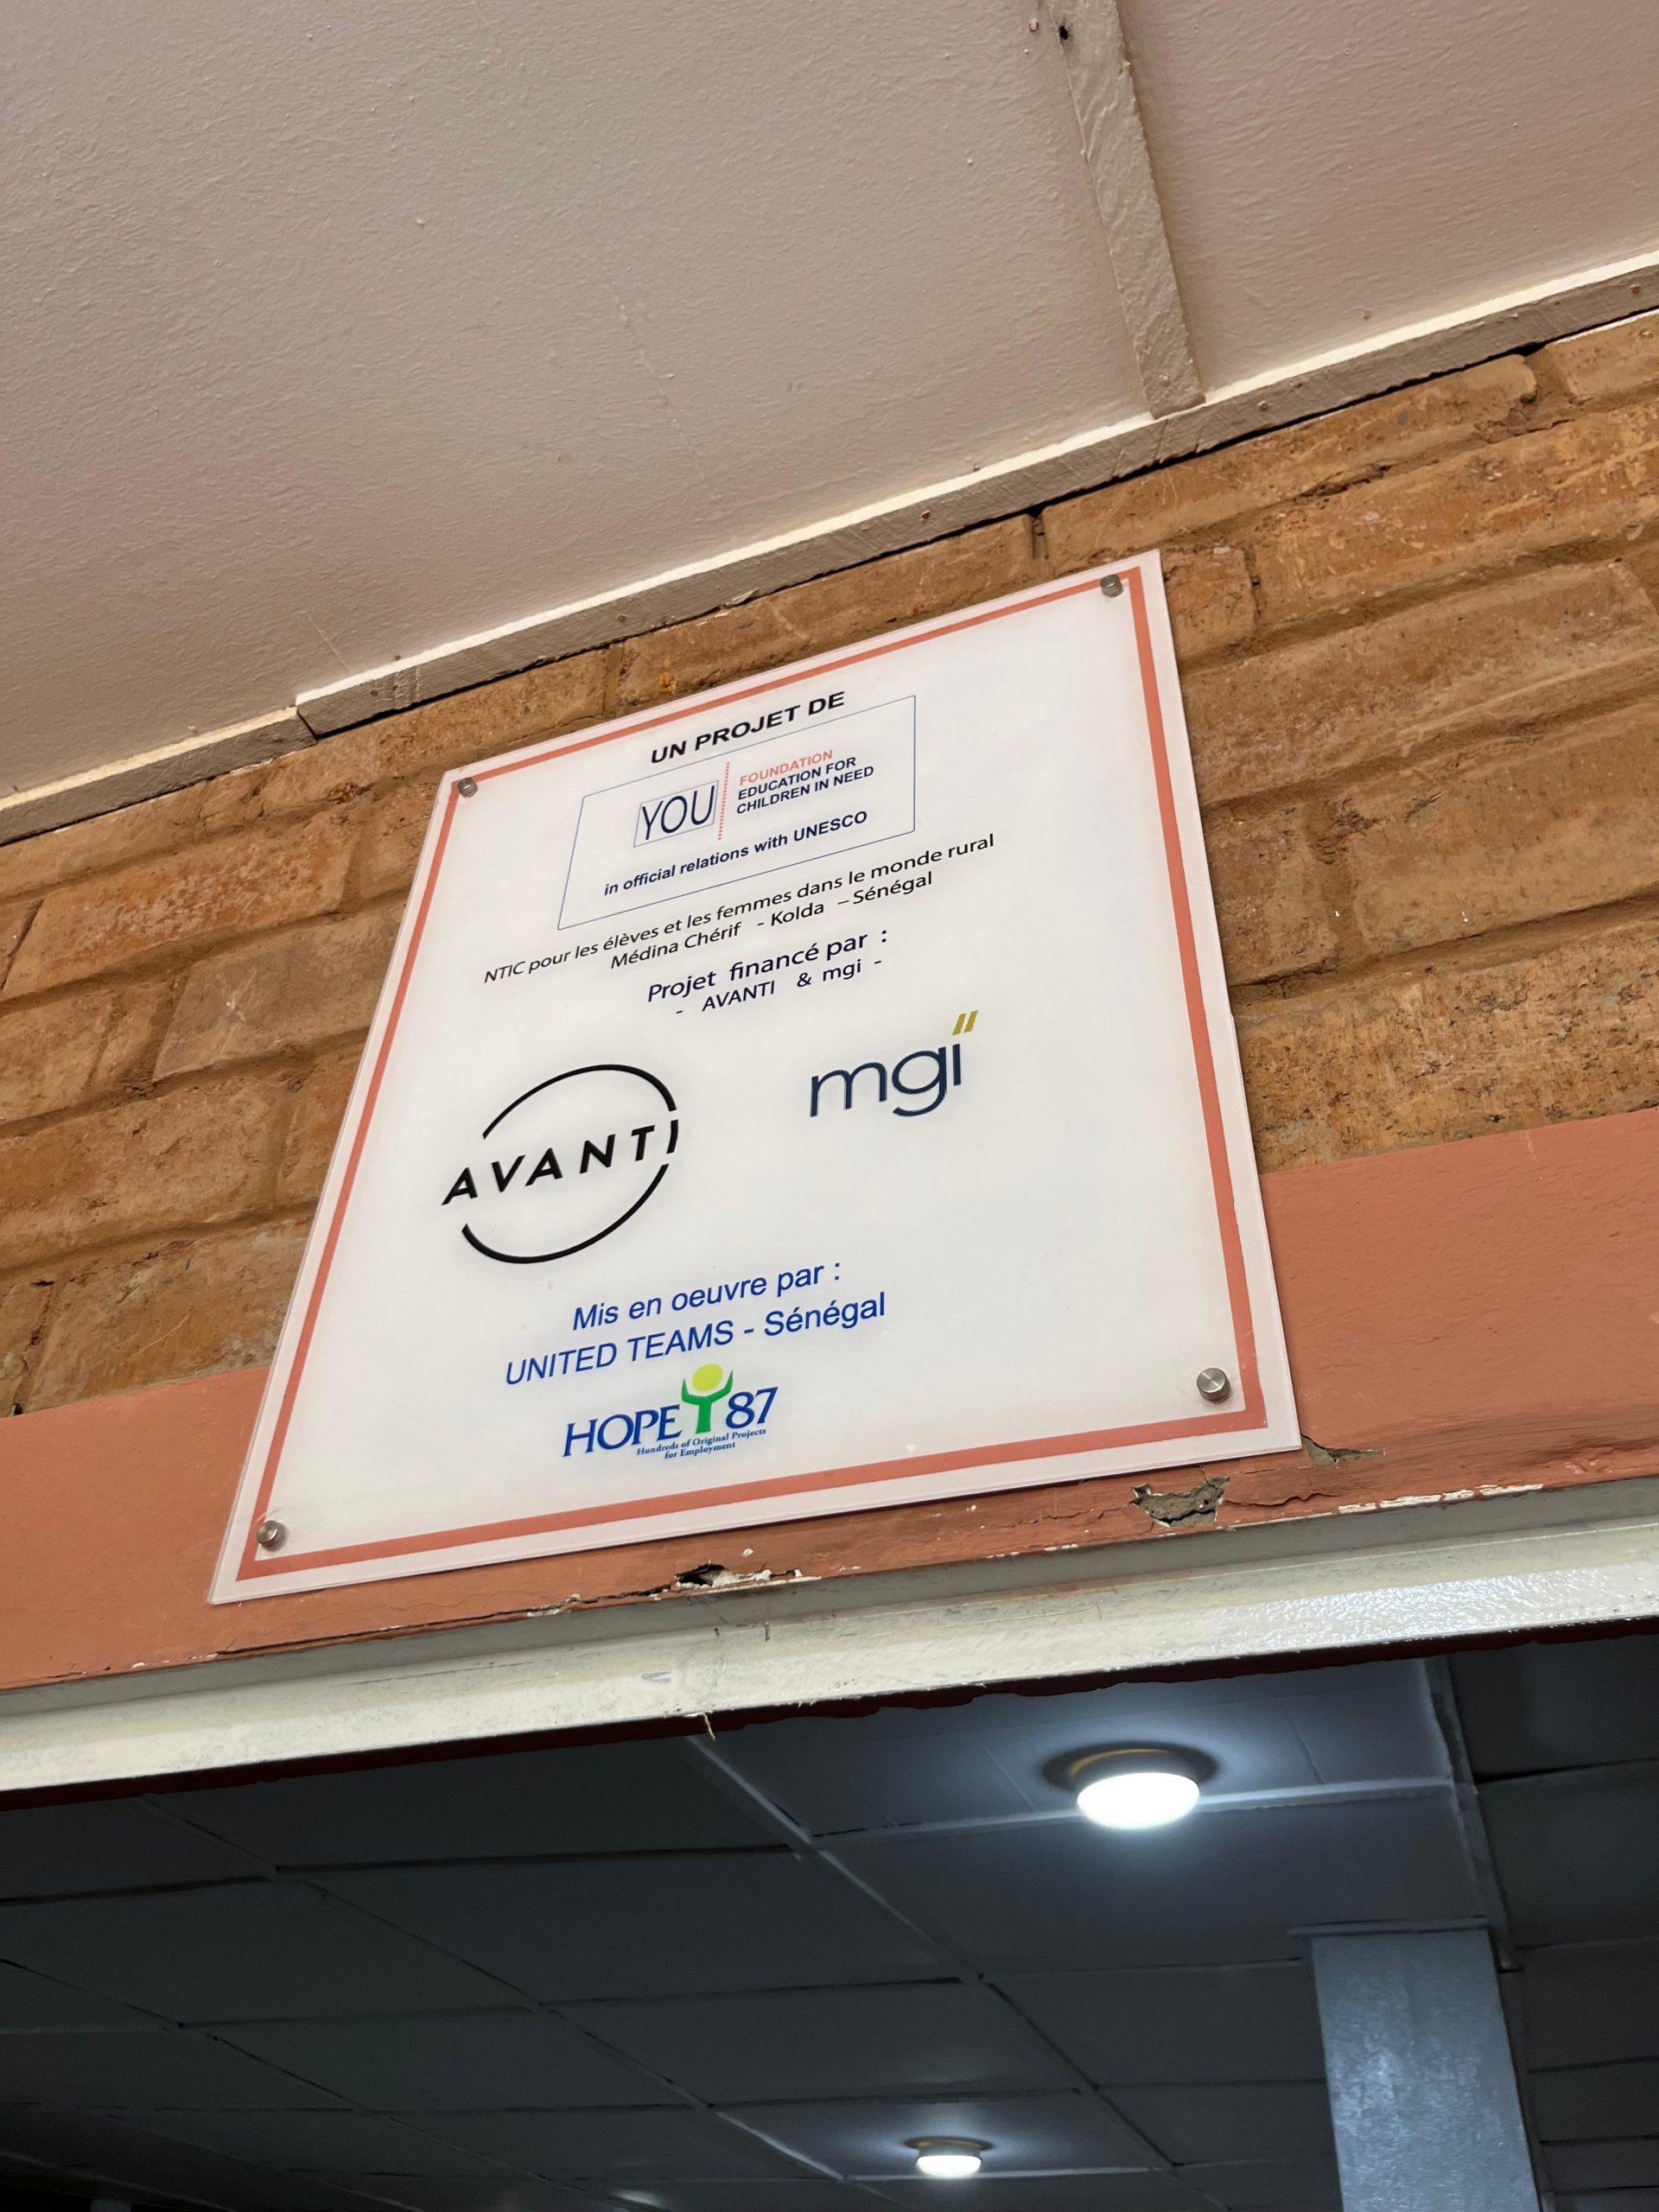 UN PROJET DE
YOU
FOUNDATION
EDUCATION FOR
CHILDREN IN NEED
in official relations with UNESCO
NTIC pour les élèves et les femmes dans le monde rural
Médina Chérif - Kolda – Sénégal
Projet financé par :
- AVANTI & mgi -
AVANTI
mgi
Mis en oeuvre par :
UNITED TEAMS - Sénégal
HOPE 87
Hundreds of Original Projects
for Employment